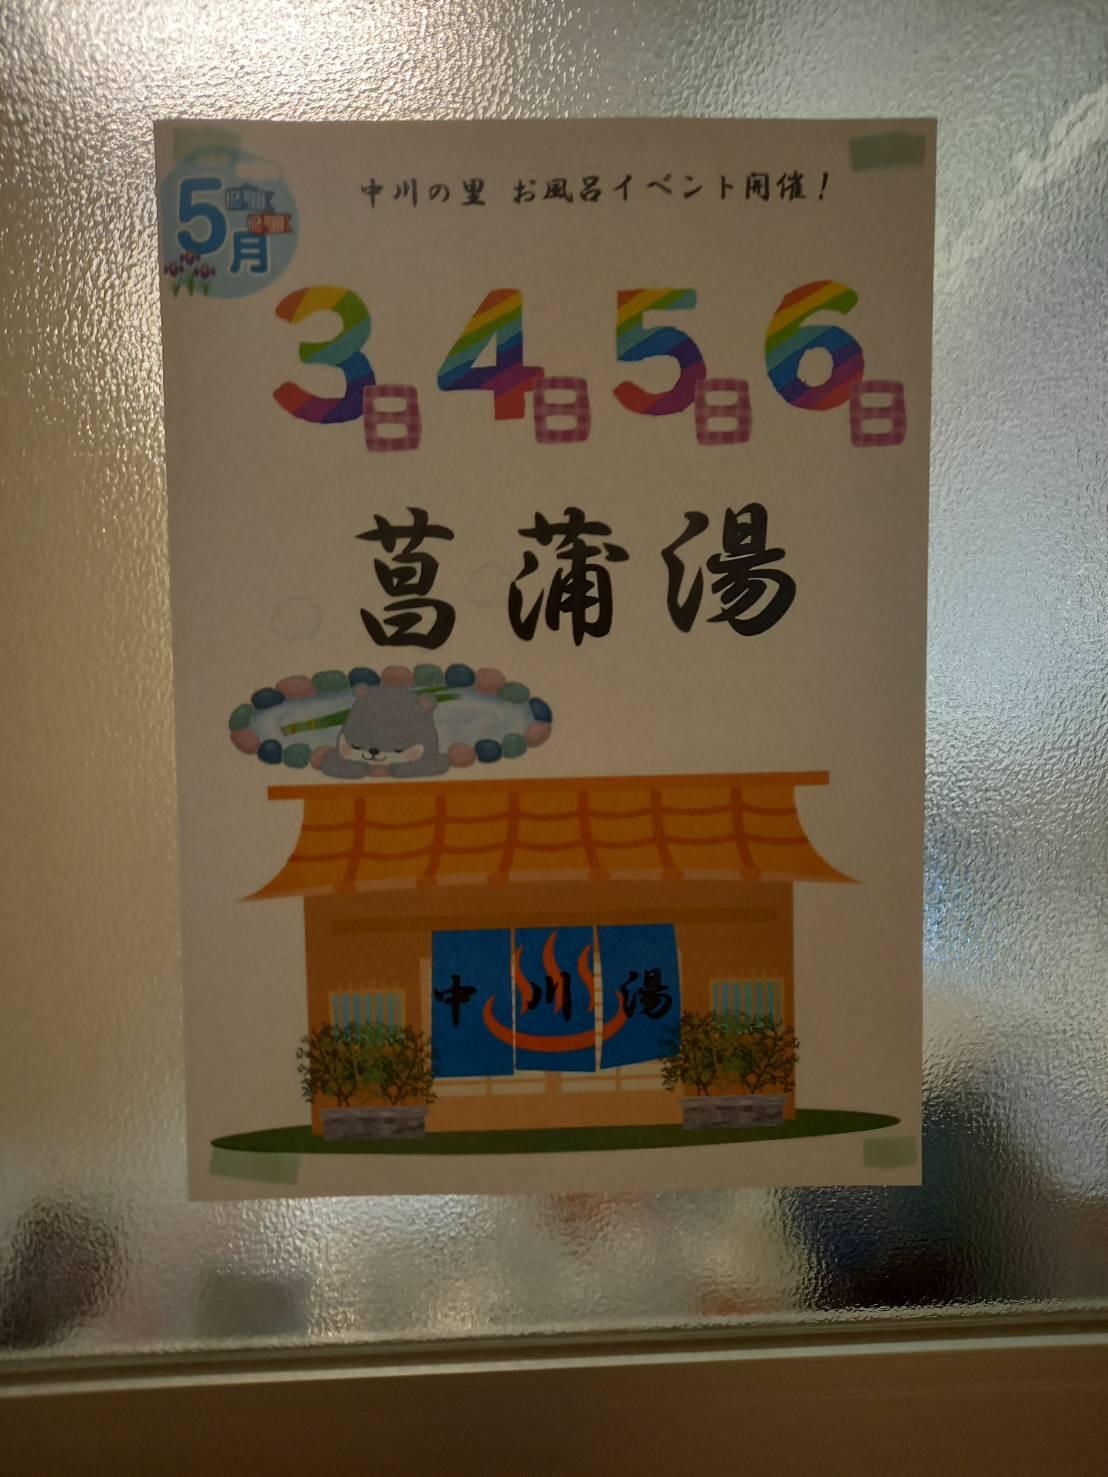 5月
中川の里 お風呂イベント開催!
3日 4日 5日 6日
菖蒲湯
中川湯